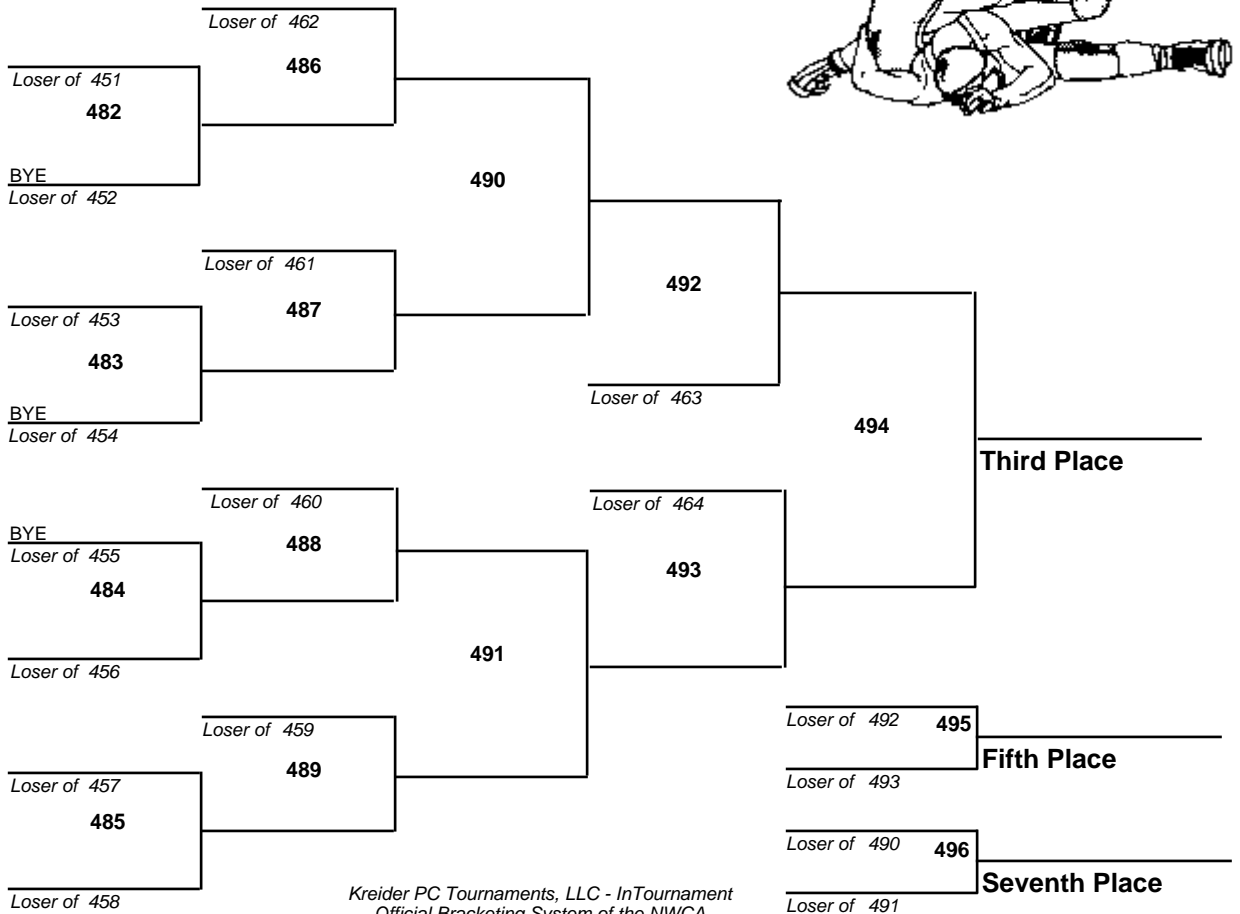 Loser of 462
486
Loser of 451
482
BYE
Loser of 452
490
Loser of 461
487
Loser of 453
483
BYE
Loser of 454
492
Loser of 463
494
Third Place
Loser of 460
488
BYE
Loser of 455
484
Loser of 456
Loser of 464
493
491
Loser of 459
489
Loser of 457
485
Loser of 458
Loser of 492
495
Fifth Place
Loser of 493
Loser of 490
496
Seventh Place
Loser of 491
Kreider PC Tournaments, LLC - InTournament
Official Bracketing System of the NWCA